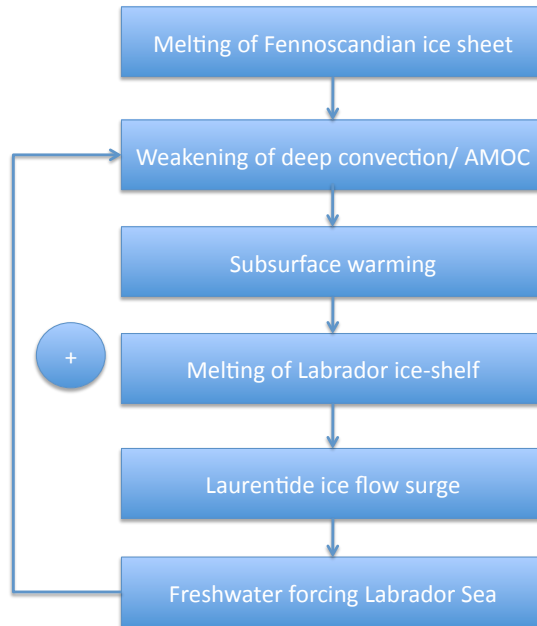 Melting of Fennoscandian ice sheet
Weakening of deep convection/ AMOC
Subsurface warming
+
Melting of Labrador ice-shelf
Laurentide ice flow surge
Freshwater forcing Labrador Sea